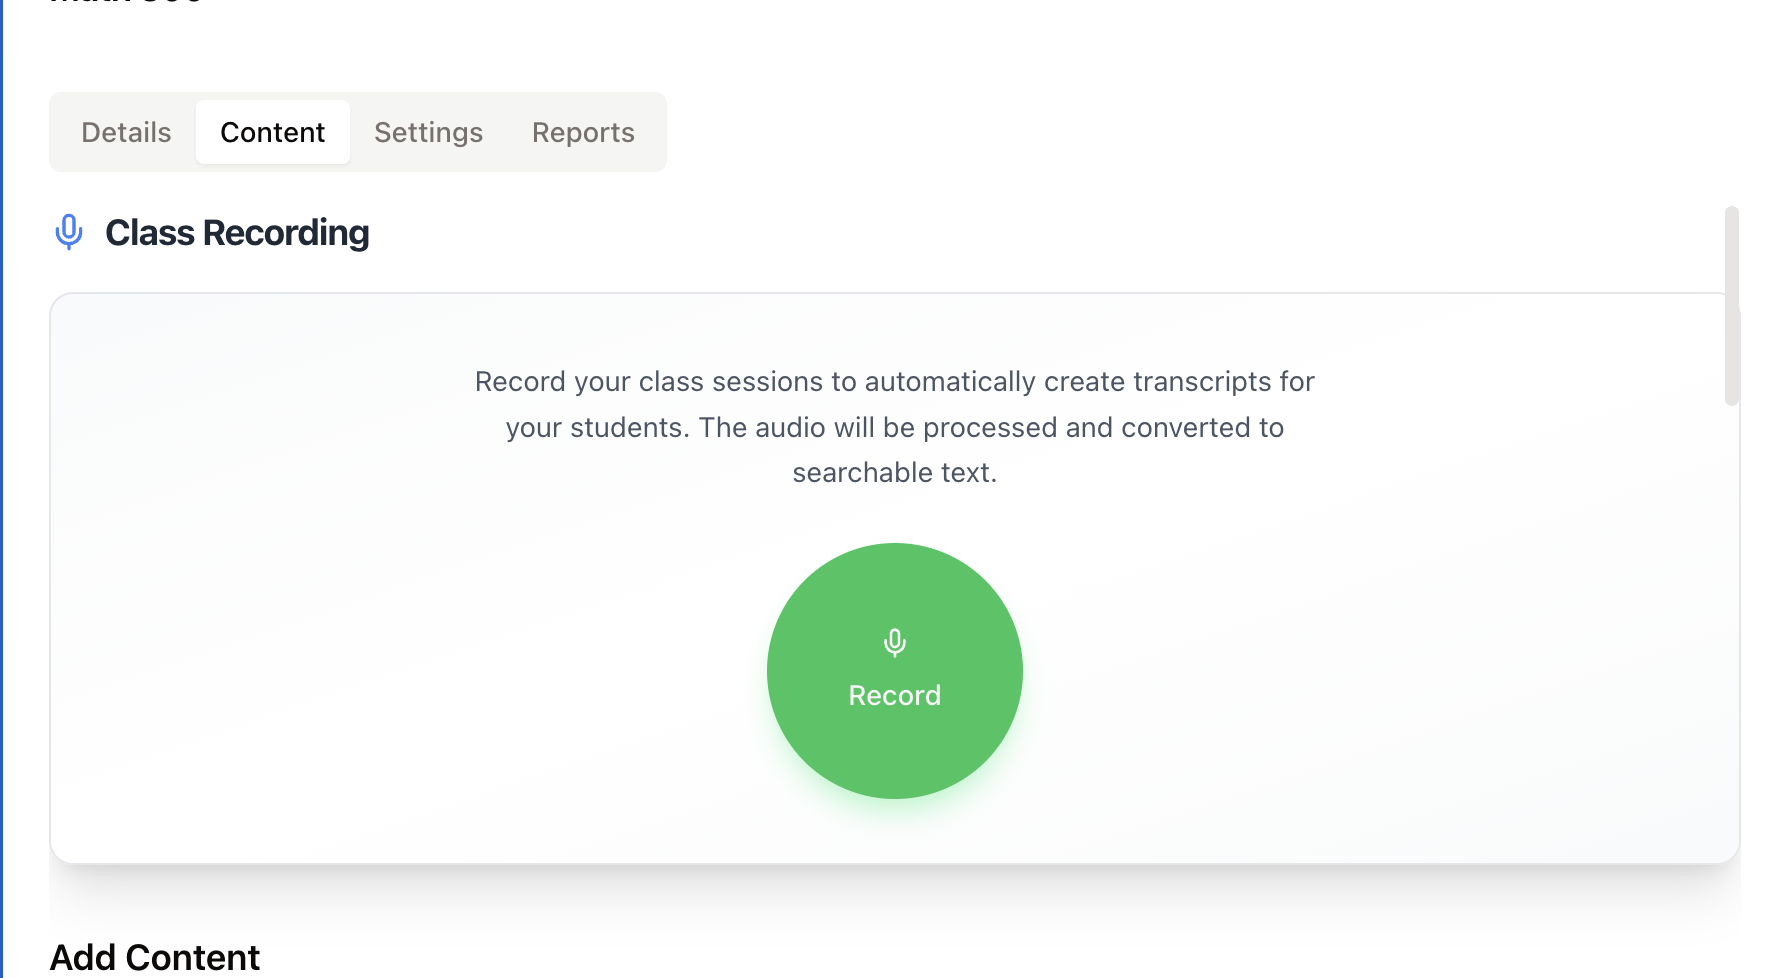 Details
Content
Settings
Reports
Class Recording
Record your class sessions to automatically create transcripts for
your students. The audio will be processed and converted to
searchable text.
Record
Add Content